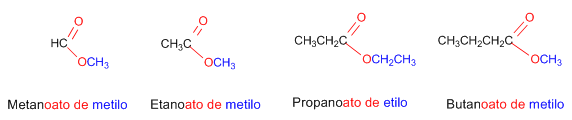 O O O O
HC CH3C CH3CH2C CH3CH2CH2C
OCH3 OCH3 OCH2CH3 OCH3
Metanoato de metilo Etanoato de metilo Propanoato de etilo Butanoato de metilo